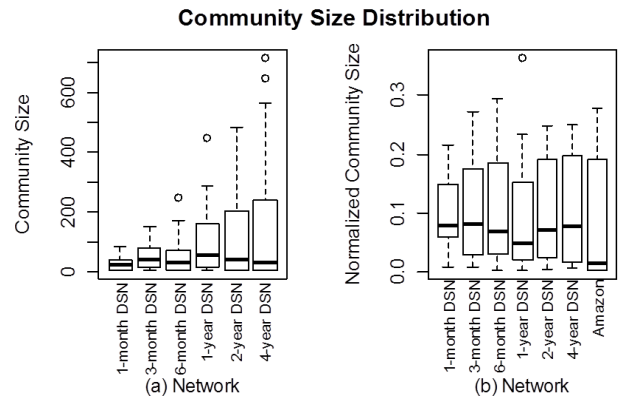 Community Size Distribution
Community Size
600
400
200
0
1-month DSN
3-month DSN
6-month DSN
1-year DSN
2-year DSN
4-year DSN
(a) Network
Normalized Community Size
0.3
0.2
0.1
0.0
1-month DSN
3-month DSN
6-month DSN
1-year DSN
2-year DSN
4-year DSN
Amazon
(b) Network